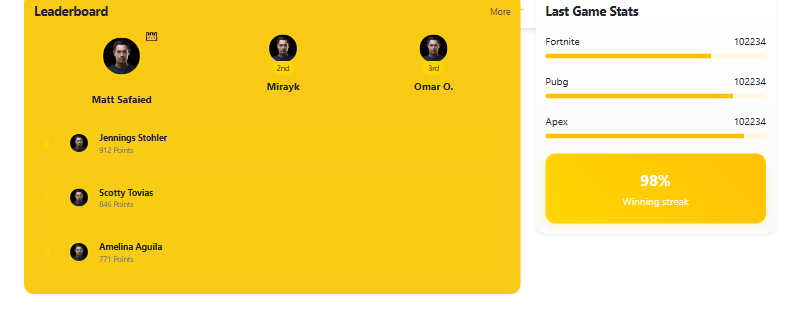 Leaderboard
More
Matt Safaied
2nd
Mirayk
3rd
Omar O.
Jennings Stohler
912 Points
Scotty Tovias
846 Points
Amelina Aguila
771 Points
Last Game Stats
Fortnite 102234
Pubg 102234
Apex 102234
98%
Winning streak